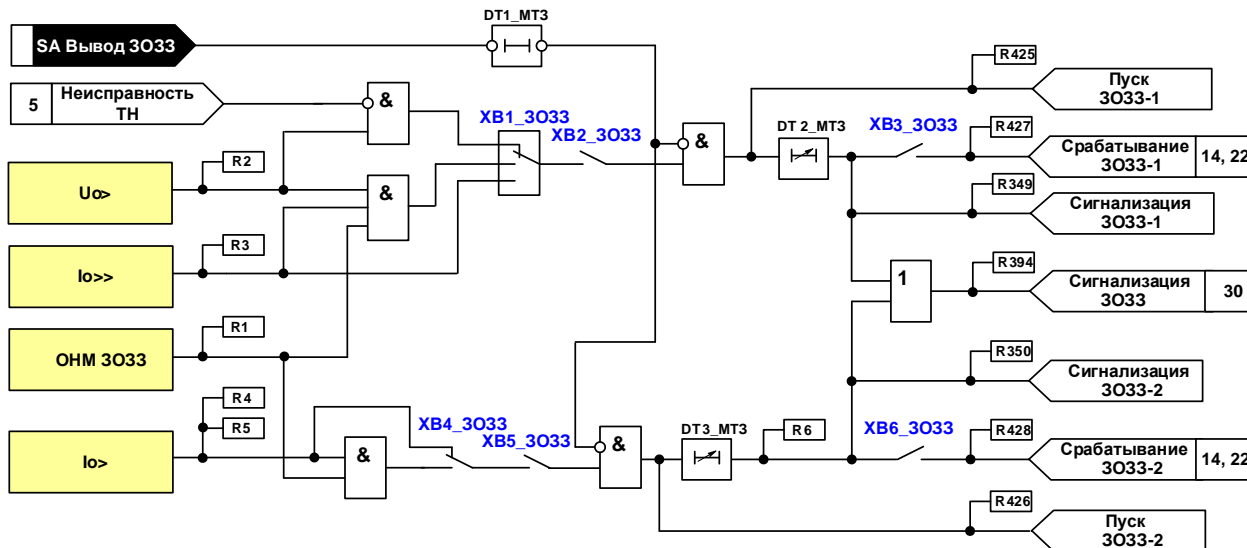 DT1_МТЗ
SA Вывод ЗОЗЗ
R425
Пуск
ЗОЗЗ-1
5
Неисправность
ТН
&
XB1_ЗОЗЗ
XB2_ЗОЗЗ
&
DT 2_МТЗ
XB3_ЗОЗЗ
R427
Срабатывание
ЗОЗЗ-1
14, 22
R2
Uo>
&
R349
Сигнализация
ЗОЗЗ-1
R3
Io>>
1
R394
Сигнализация
ЗОЗЗ
30
R1
ОНМ ЗОЗЗ
R350
Сигнализация
ЗОЗЗ-2
R4
R5
Io>
&
XB4_ЗОЗЗ
XB5_ЗОЗЗ
&
DT3_МТЗ
R6
XB6_ЗОЗЗ
R428
Срабатывание
ЗОЗЗ-2
14, 22
R426
Пуск
ЗОЗЗ-2